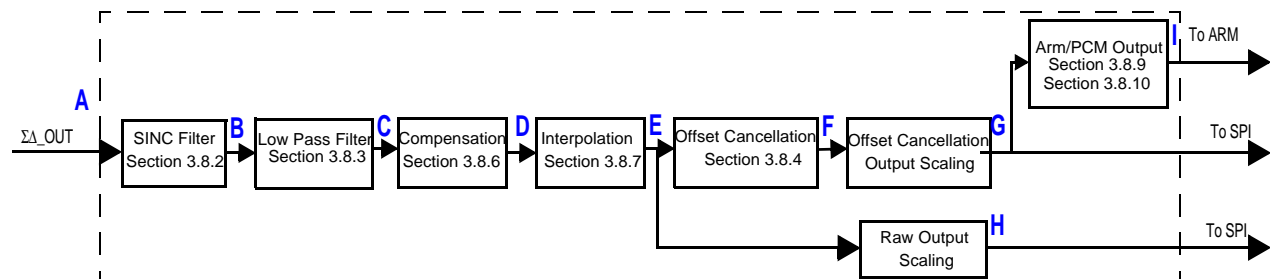 A
ΣΔ_OUT
SINC Filter
Section 3.8.2
B
Low Pass Filter
Section 3.8.3
C
Compensation
Section 3.8.6
D
Interpolation
Section 3.8.7
E
Offset Cancellation
Section 3.8.4
F
Offset Cancellation
Output Scaling
G
Arm/PCM Output
Section 3.8.9
Section 3.8.10
I
To ARM
To SPI
Raw Output
Scaling
H
To SPI